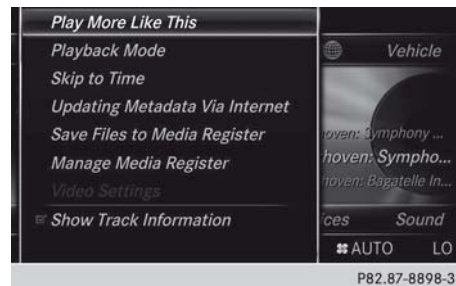 Play More Like This
Playback Mode
Vehicle
Skip to Time
Updating Metadata Via Internet
Save Files to Media Register
oven: Symphony ...
Manage Media Register
hoven: Sympho...
Video Settings
hoven: Bagatelle In...
Show Track Information
ces Sound
AUTO LO
P82.87-8898-3